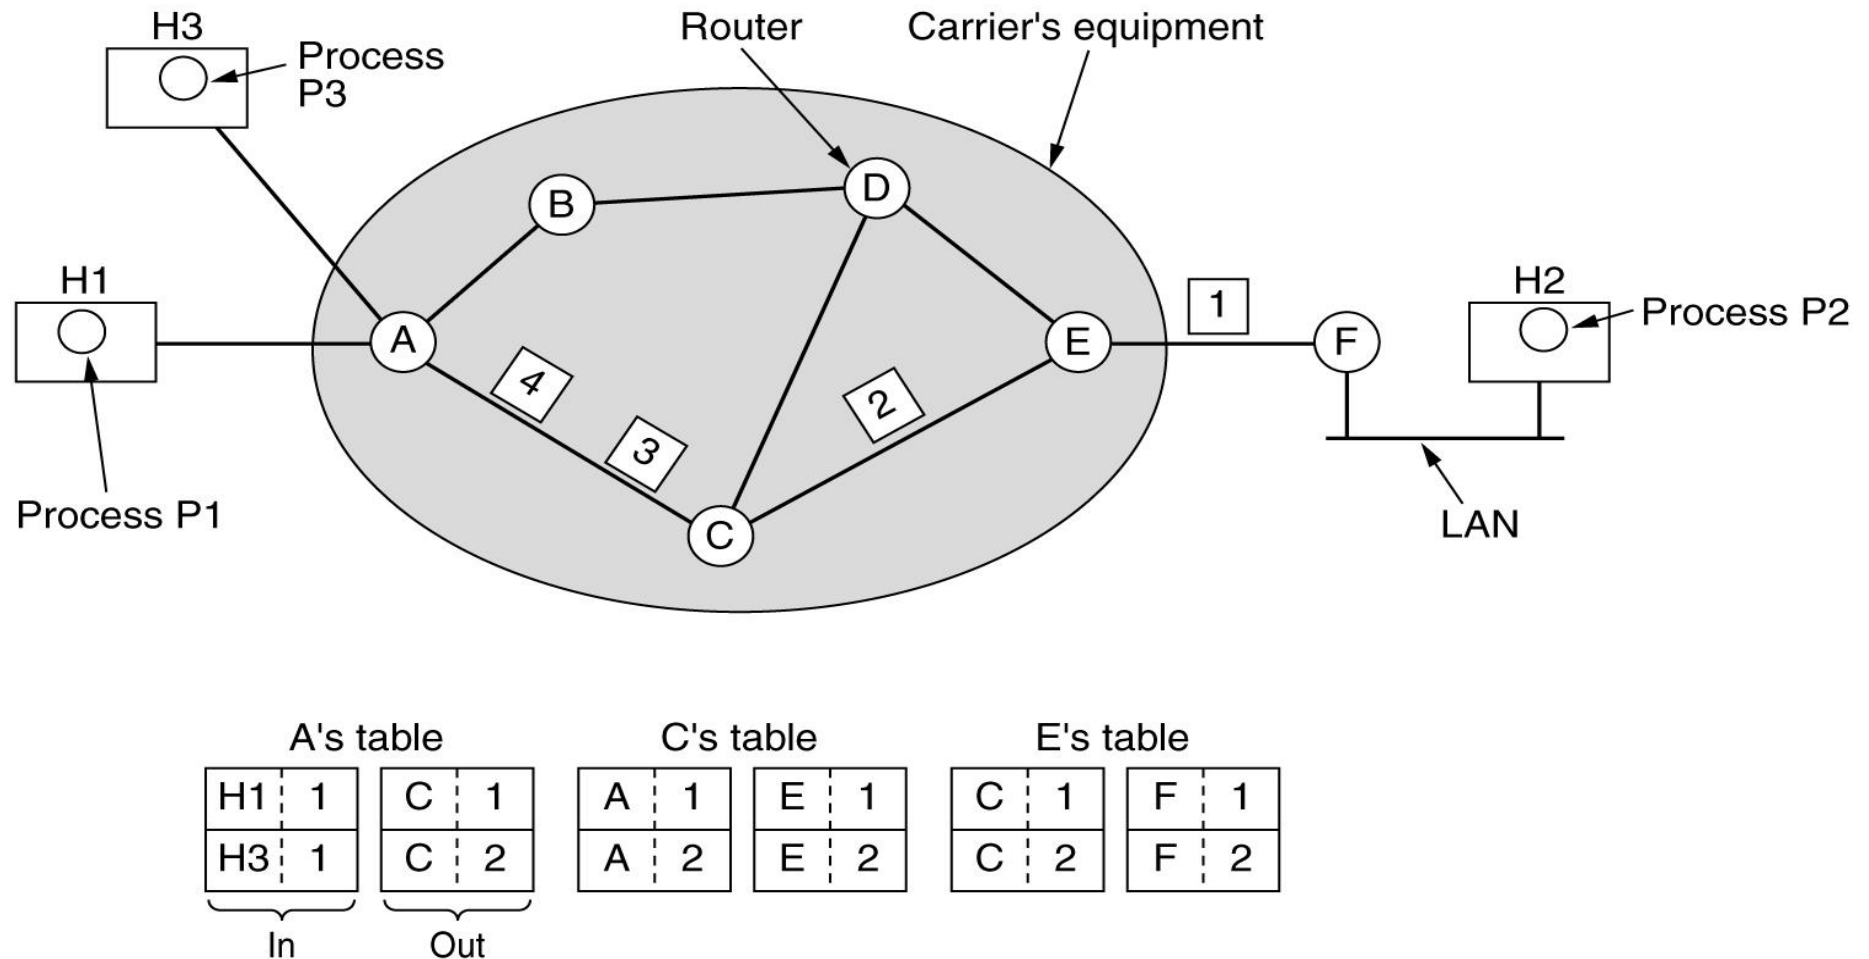 H3
Process
P3
Router
Carrier's equipment
B
D
H1
A
4
3
2
E
1
F
H2
Process P2
Process P1
C
LAN
A's table
C's table
E's table
H1 1 C 1 A 1 E 1 C 1 F 1
H3 1 C 2 A 2 E 2 C 2 F 2
In
Out